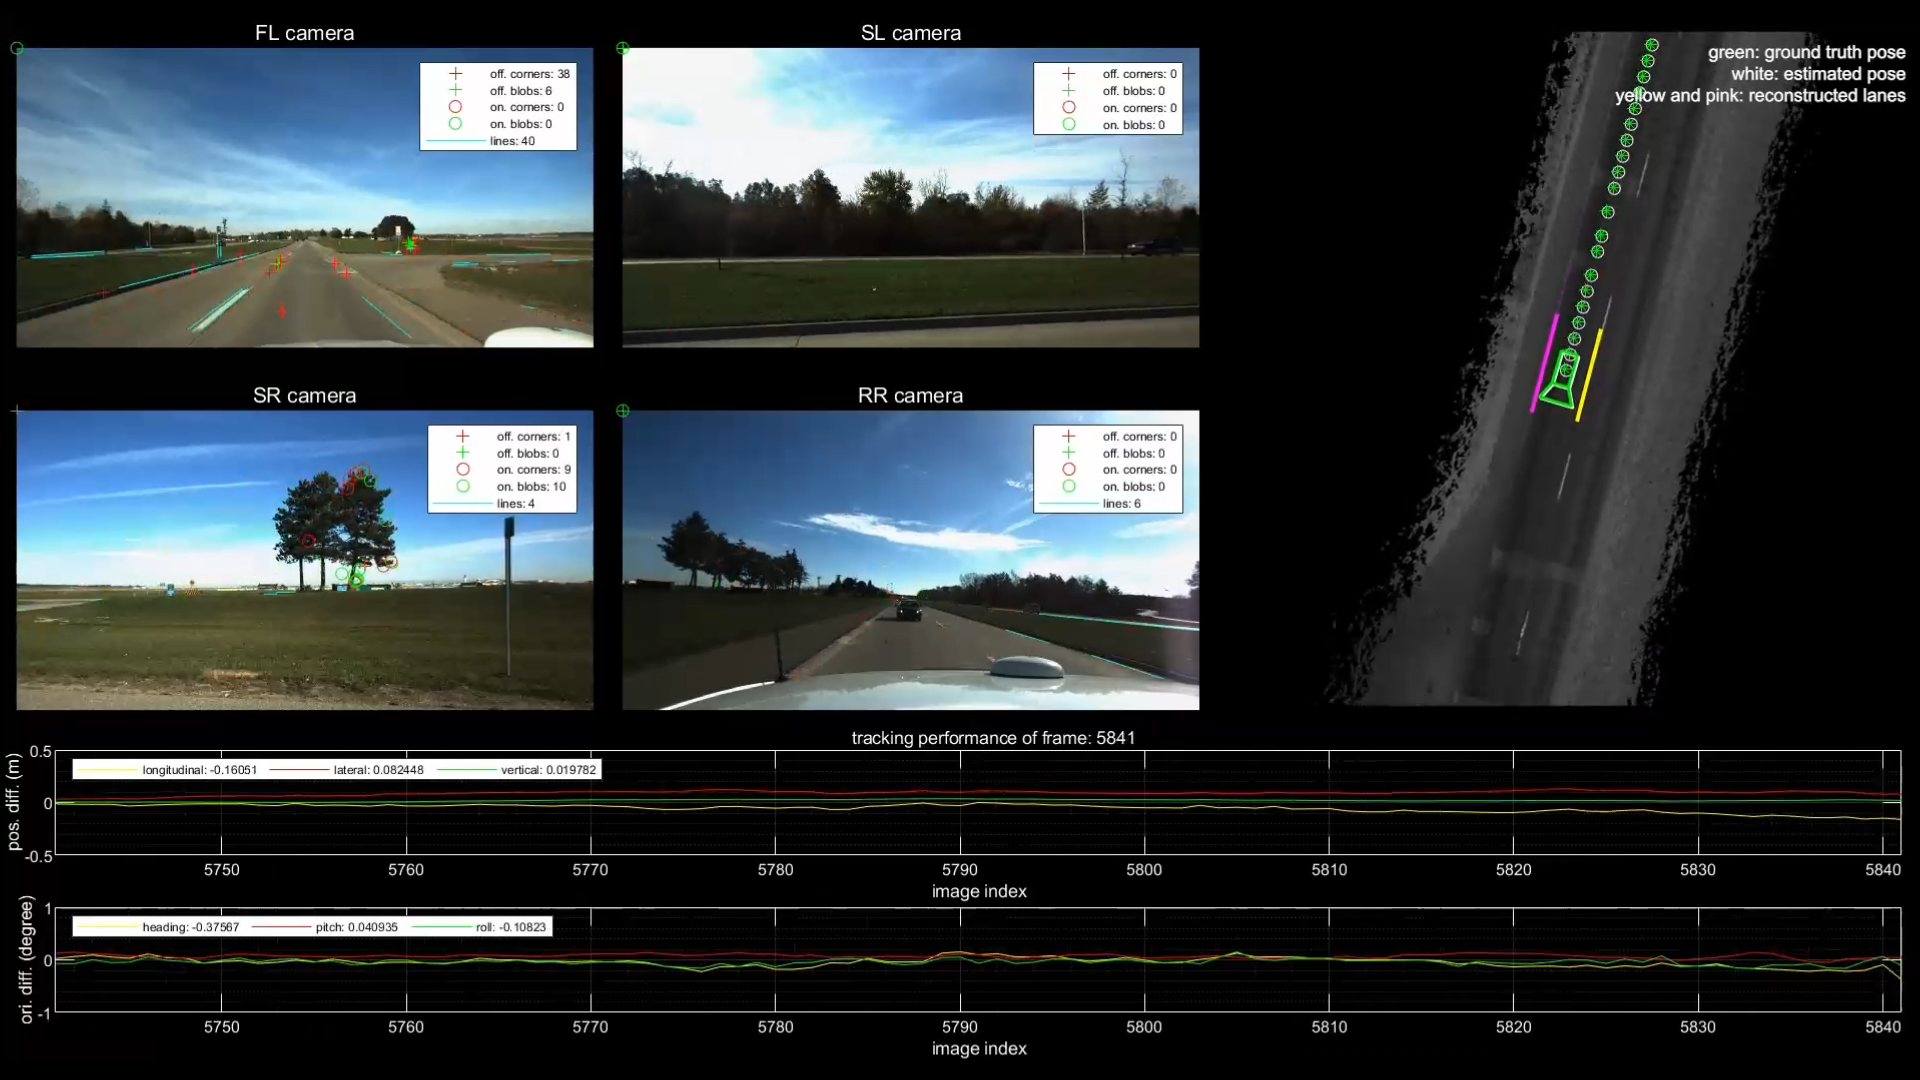 FL camera
off. corners: 38
off. blobs: 6
on. corners: 0
on. blobs: 0
lines: 40
SL camera
off. corners: 0
off. blobs: 0
on. corners: 0
on. blobs: 0
green: ground truth pose
white: estimated pose
yellow and pink: reconstructed lanes
SR camera
off. corners: 1
off. blobs: 0
on. corners: 9
on. blobs: 10
lines: 4
RR camera
off. corners: 0
off. blobs: 0
on. corners: 0
on. blobs: 0
lines: 6
tracking performance of frame: 5841
pos. diff. (m)
0.5
0
-0.5
longitudinal: -0.16051 lateral: 0.082448 vertical: 0.019782
5750 5760 5770 5780 5790 5800 5810 5820 5830 5840
image index
ori. diff. (degree)
1
0
-1
heading: -0.37567 pitch: 0.040935 roll: -0.10823
5750 5760 5770 5780 5790 5800 5810 5820 5830 5840
image index